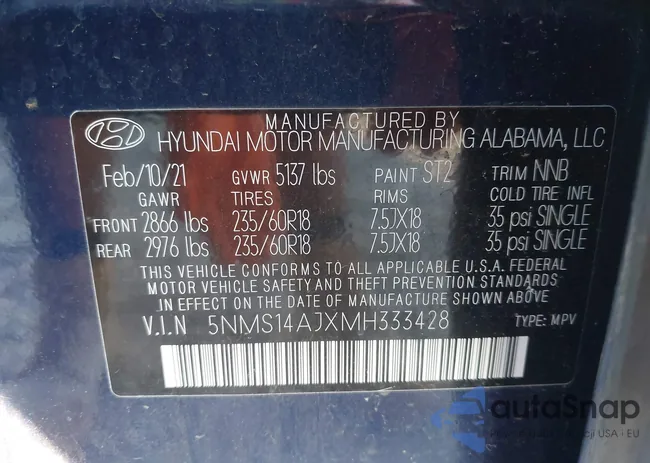 MANUFACTURED BY
HYUNDAI MOTOR MANUFACTURING ALABAMA, LLC
Feb/10/21 GVWR 5137 lbs PAINT ST2 TRIM NNB
GAWR TIRES RIMS COLD TIRE INFL
FRONT 2866 lbs 235/60R18 7.5JX18 35 psi SINGLE
REAR 2976 lbs 235/60R18 7.5JX18 35 psi SINGLE
THIS VEHICLE CONFORMS TO ALL APPLICABLE U.S.A. FEDERAL
MOTOR VEHICLE SAFETY AND THEFT PREVENTION STANDARDS
IN EFFECT ON THE DATE OF MANUFACTURE SHOWN ABOVE.
V.I.N 5NMS14AJXMH333428 TYPE: MPV
autoSnap
USA - EU